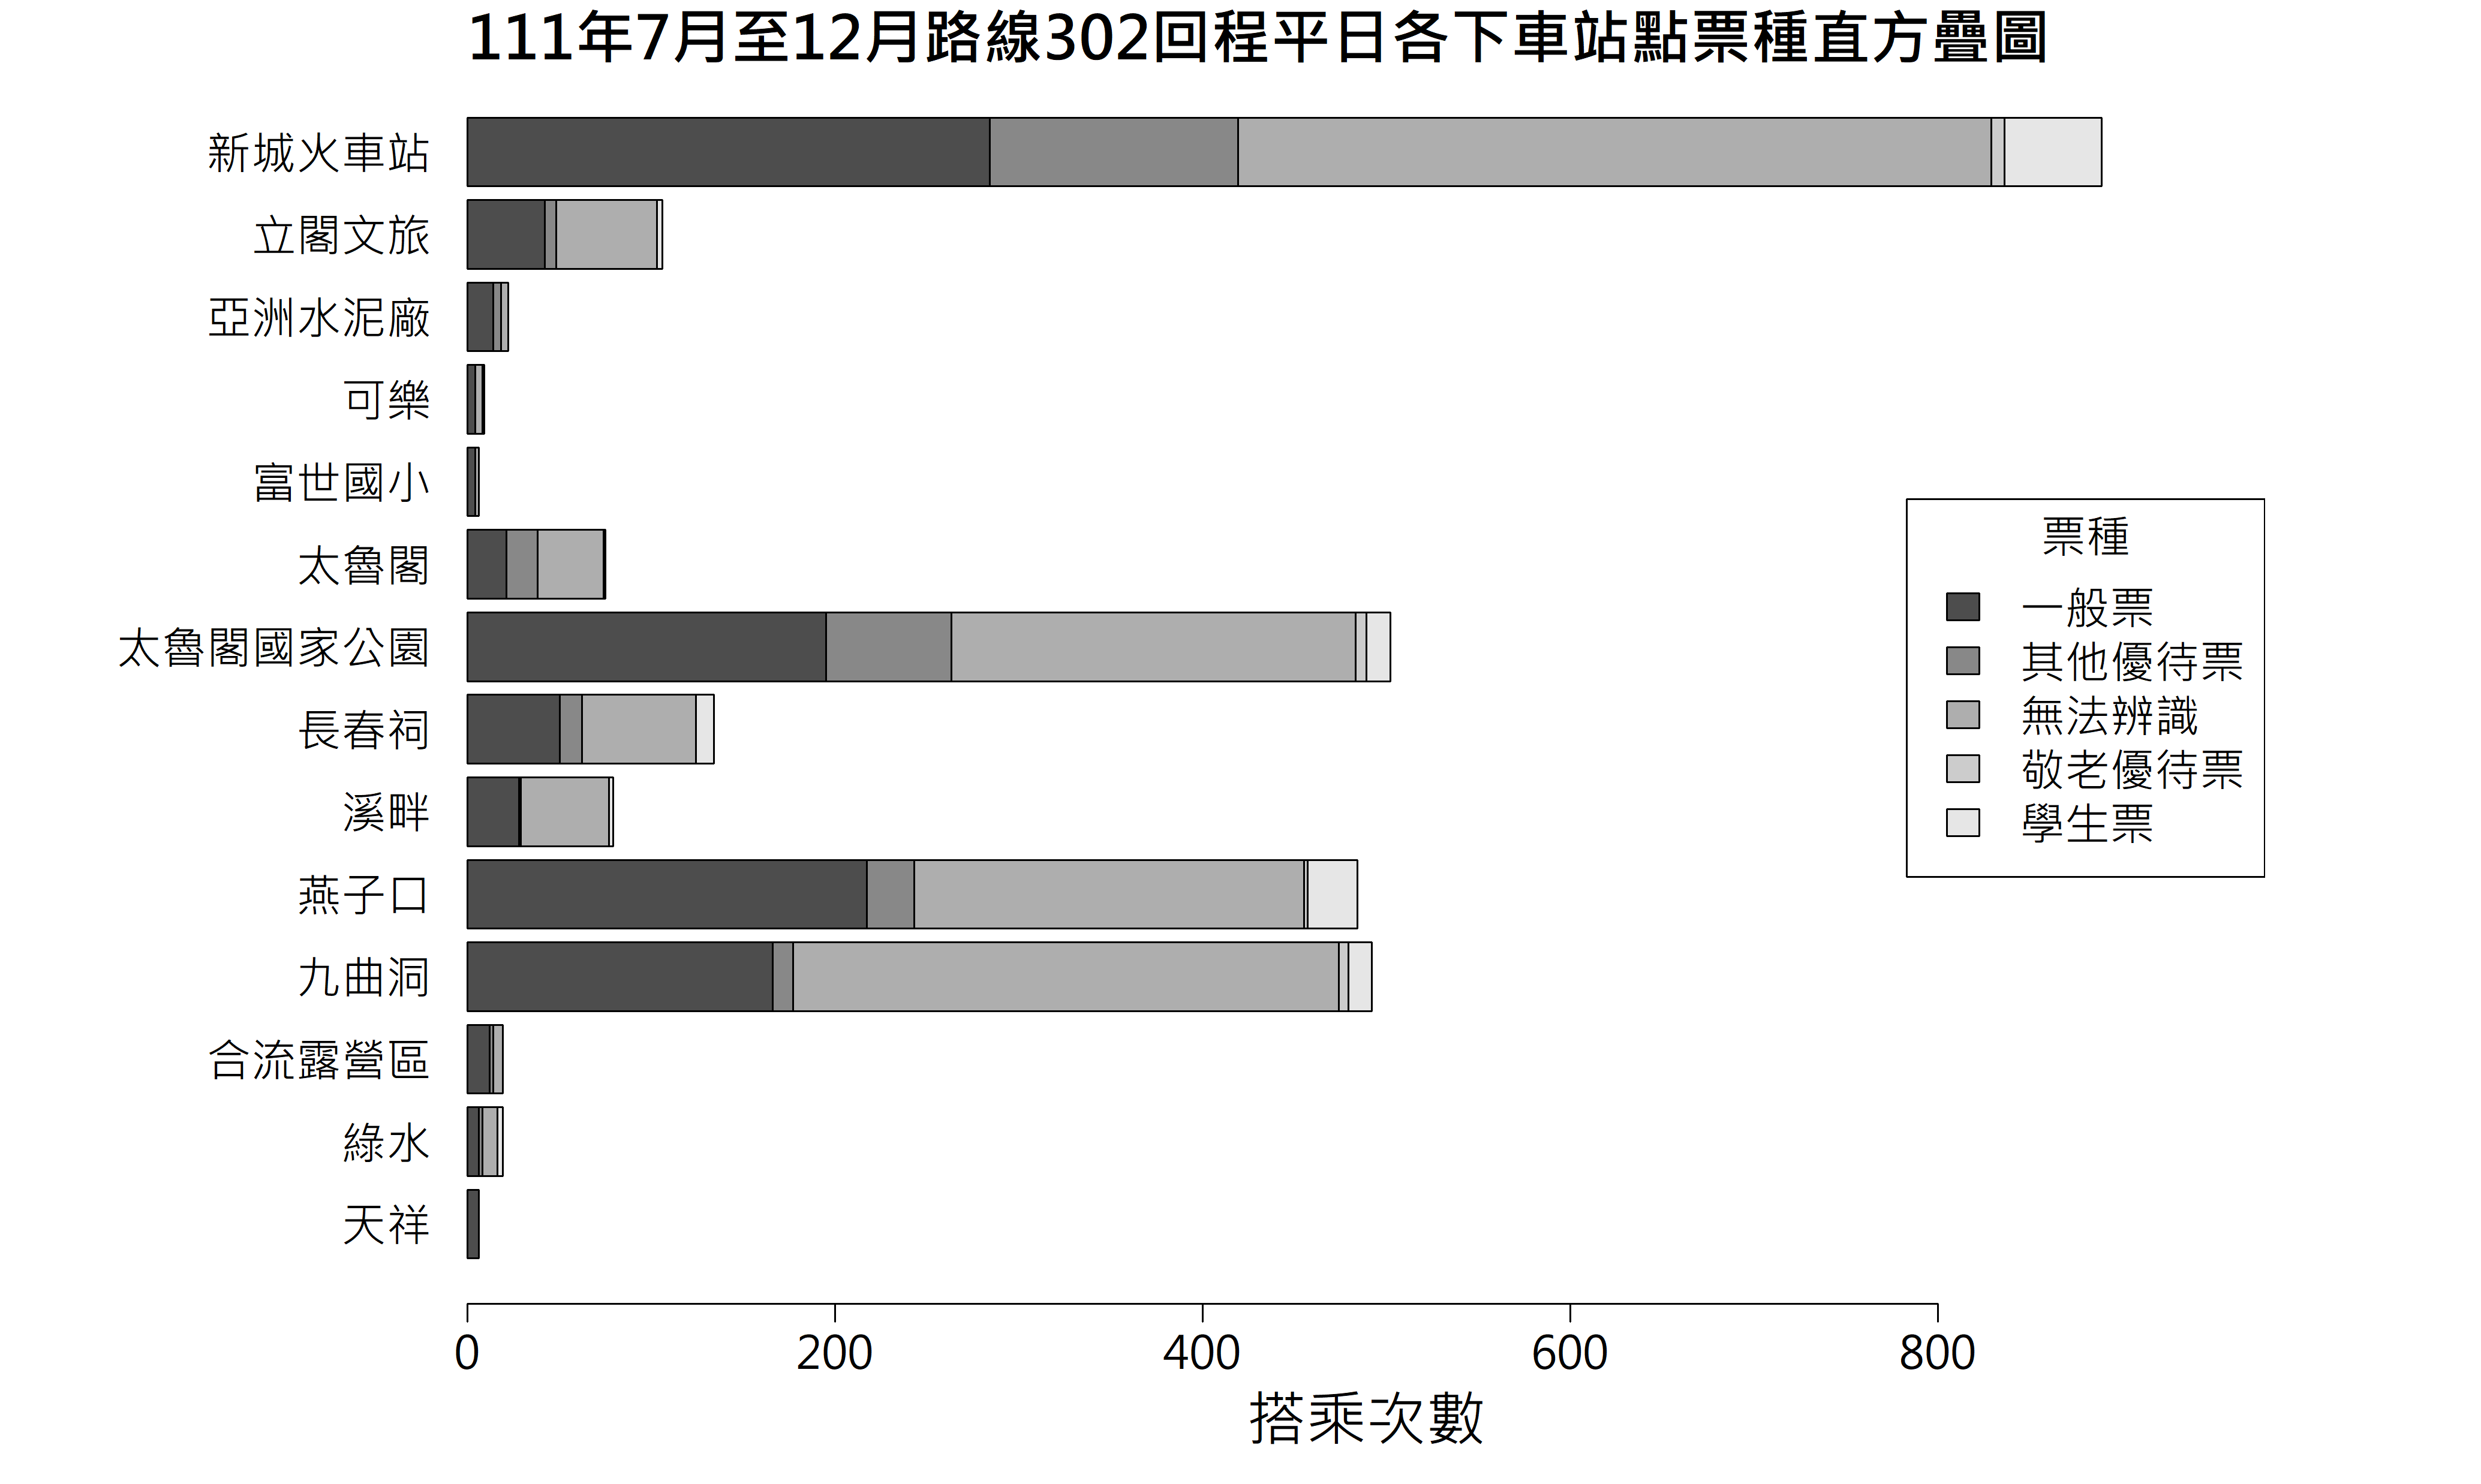 111年7月至12月路線302回程平日各下車站點票種直方疊圖
新城火車站
立閣文旅
亞洲水泥廠
可樂
富世國小
太魯閣
太魯閣國家公園
長春祠
溪畔
燕子口
九曲洞
合流露營區
綠水
天祥
票種
一般票
其他優待票
無法辨識
敬老優待票
學生票
0 200 400 600 800
搭乘次數